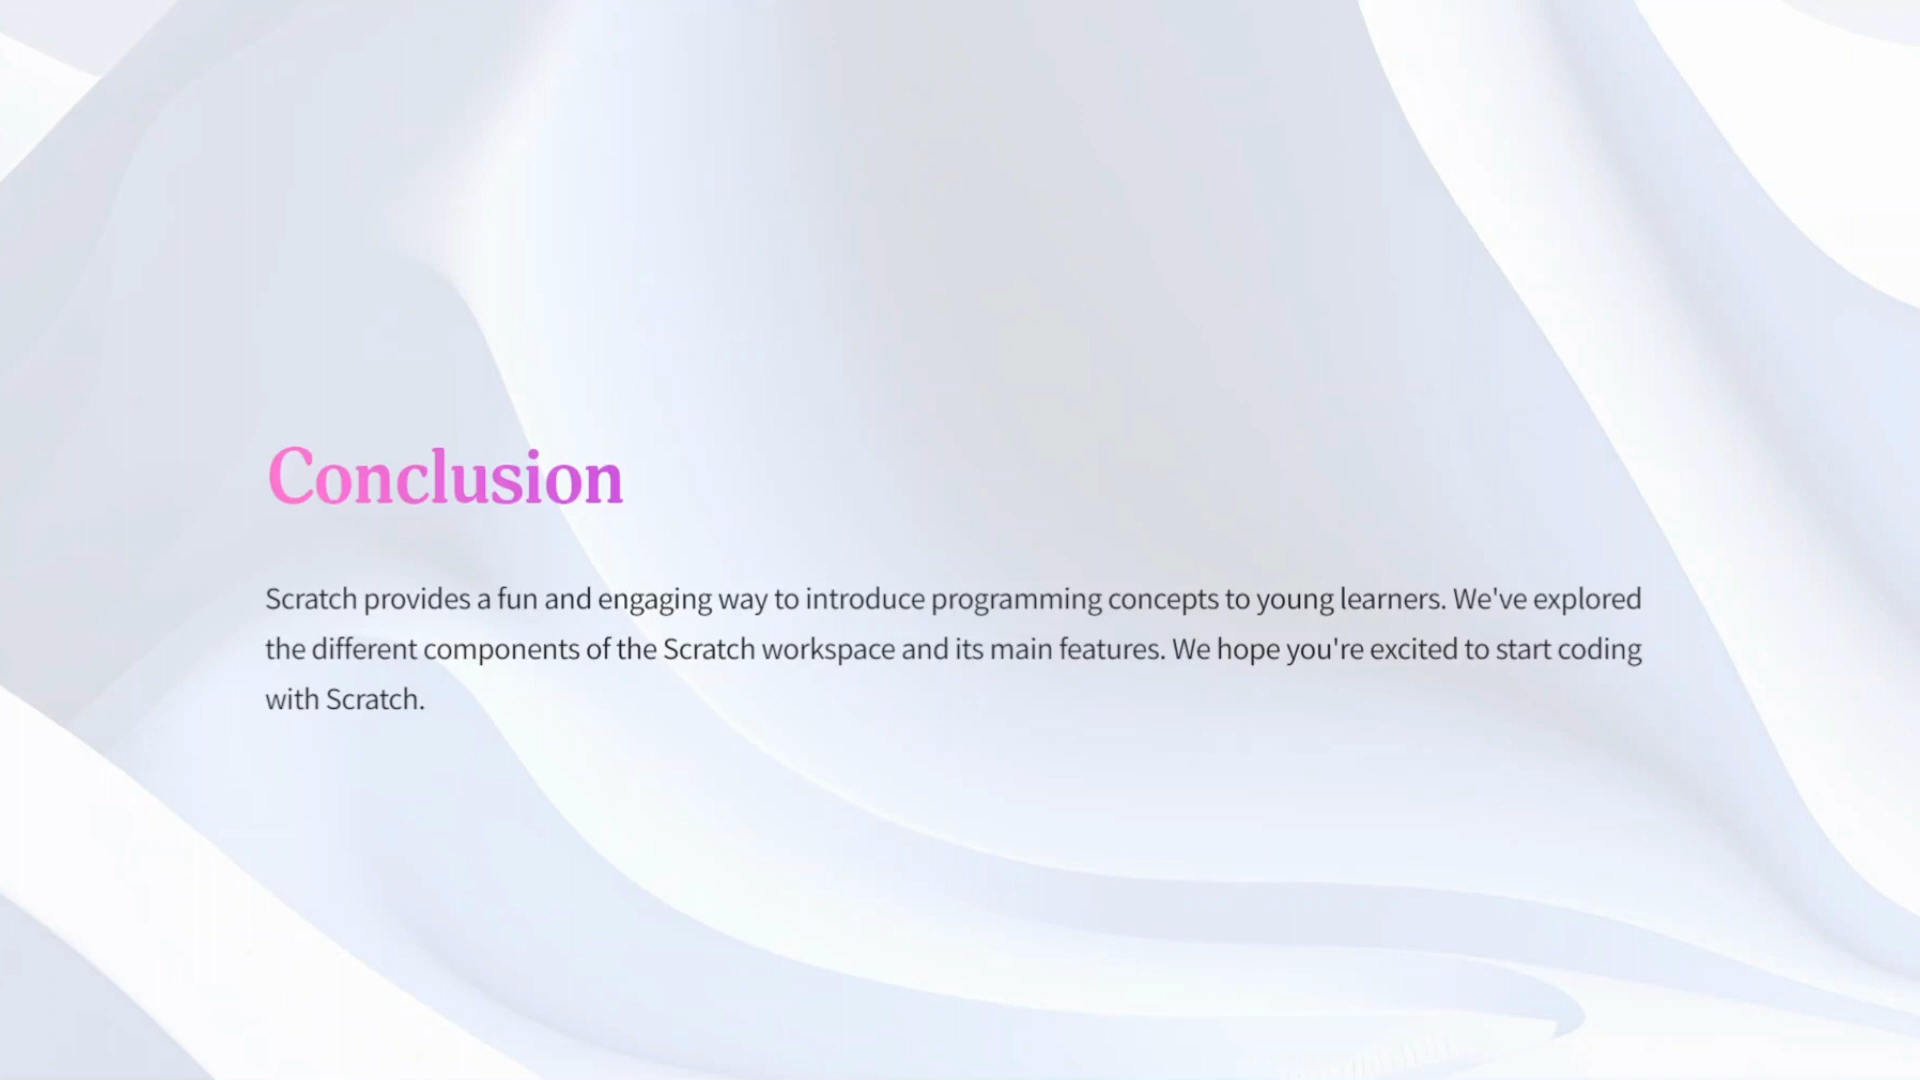 Conclusion
Scratch provides a fun and engaging way to introduce programming concepts to young learners. We've explored
the different components of the Scratch workspace and its main features. We hope you're excited to start coding
with Scratch.